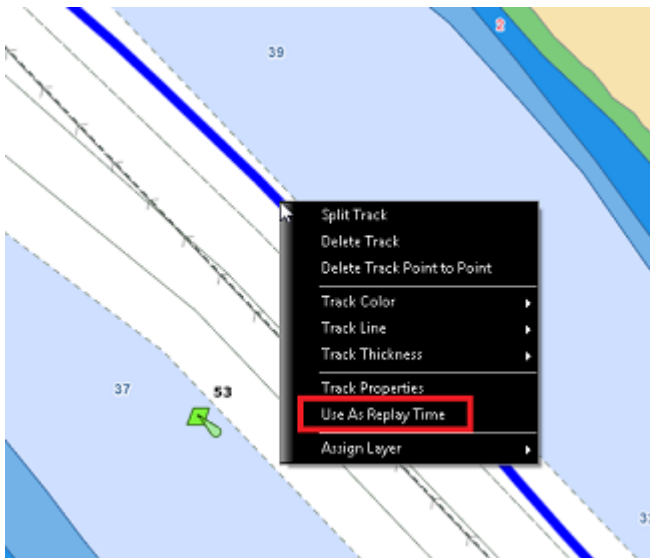 2
39
Split Track
Delete Track
Delete Track Point to Point
Track Color
Track Line
Track Thickness
Track Properties
Use As Replay Time
Assign Layer
37
53